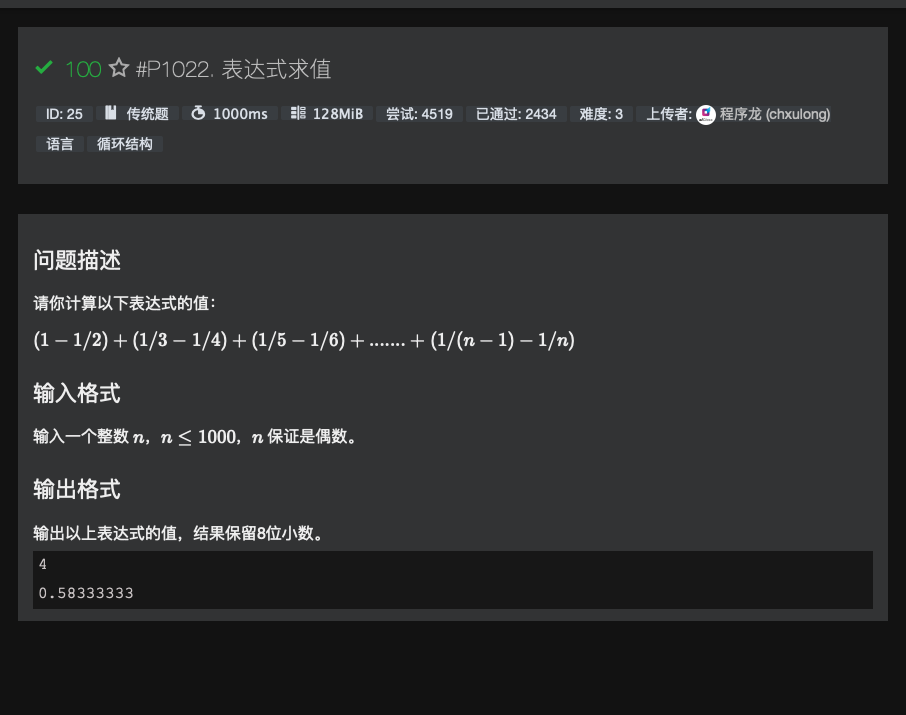 100 #P1022. 表达式求值
ID: 25 传统题 1000ms 128MiB 尝试: 4519 已通过: 2434 难度: 3 上传者: 程序龙 (chxulong)
语言 循环结构
问题描述
请你计算以下表达式的值：
(1 − 1/2) + (1/3 − 1/4) + (1/5 − 1/6) + ....... + (1/(n − 1) − 1/n)
输入格式
输入一个整数 n，n ≤ 1000，n 保证是偶数。
输出格式
输出以上表达式的值，结果保留8位小数。
4
0.58333333